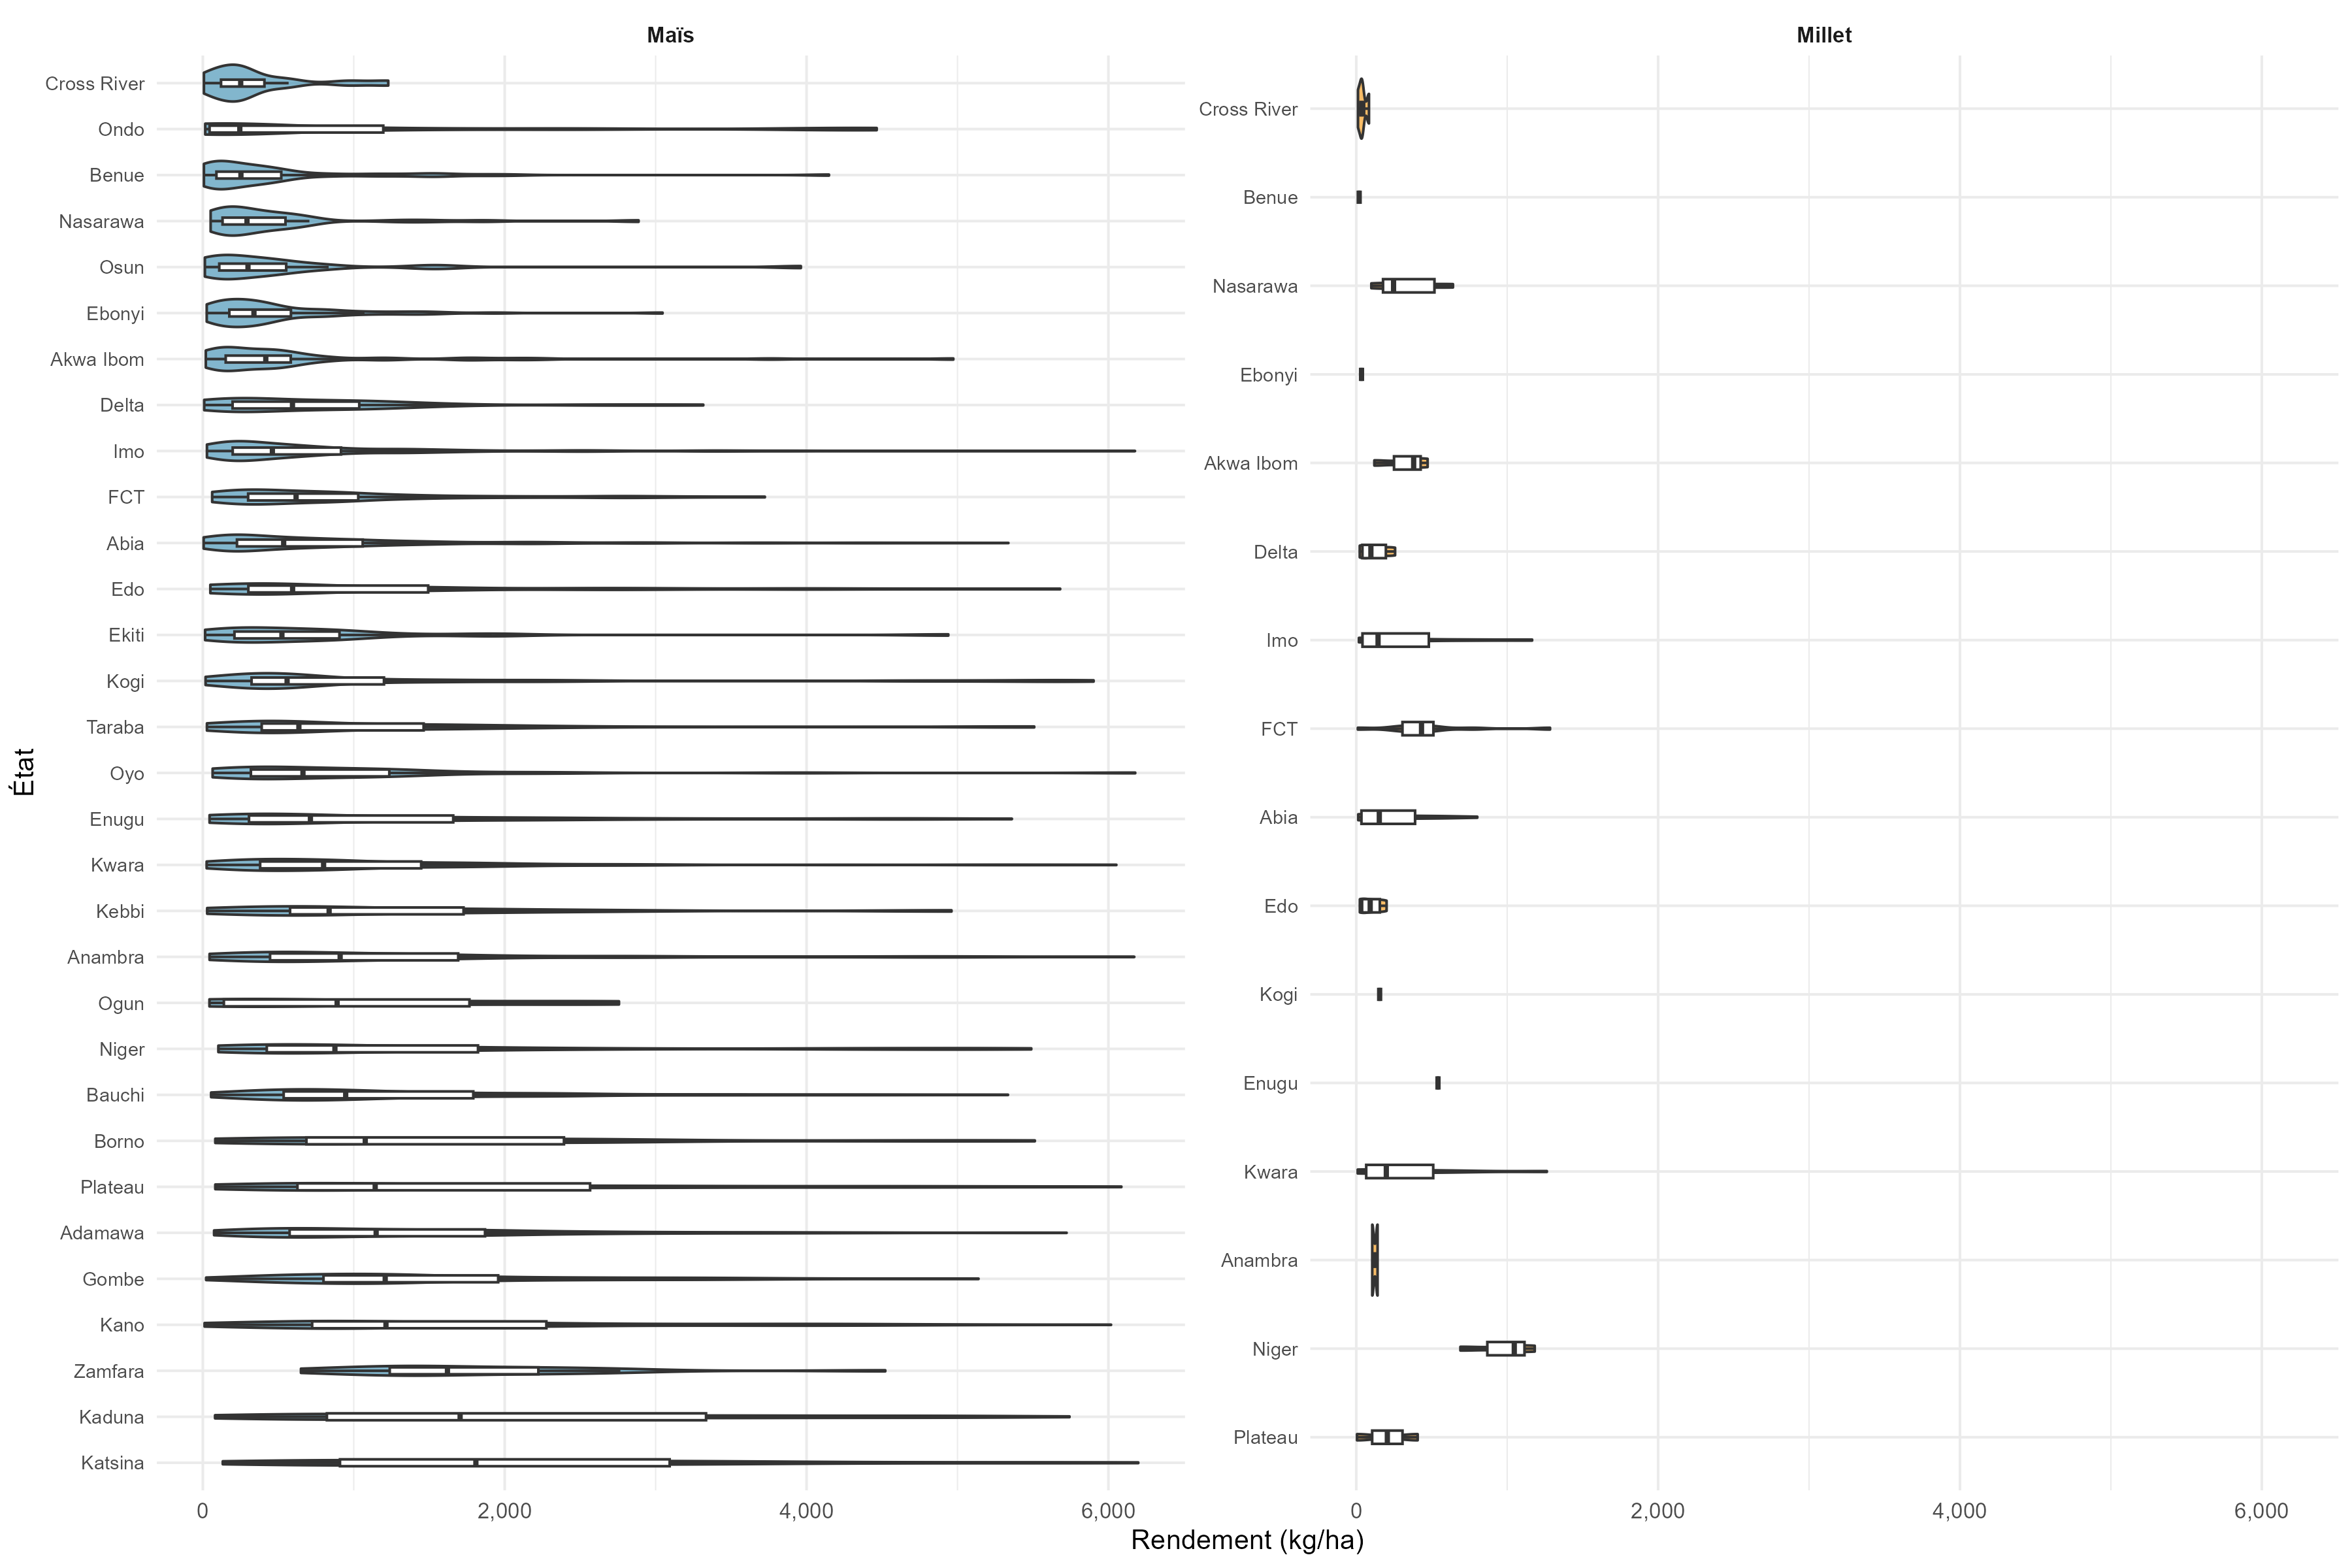 Maïs
Millet
État
Cross River
Ondo
Benue
Nasarawa
Osun
Ebonyi
Akwa Ibom
Delta
Imo
FCT
Abia
Edo
Ekiti
Kogi
Taraba
Oyo
Enugu
Kwara
Kebbi
Anambra
Ogun
Niger
Bauchi
Borno
Plateau
Adamawa
Gombe
Kano
Zamfara
Kaduna
Katsina
0
2,000
4,000
6,000
Cross River
Benue
Nasarawa
Ebonyi
Akwa Ibom
Delta
Imo
FCT
Abia
Edo
Kogi
Enugu
Kwara
Anambra
Niger
Plateau
0
2,000
4,000
6,000
Rendement (kg/ha)